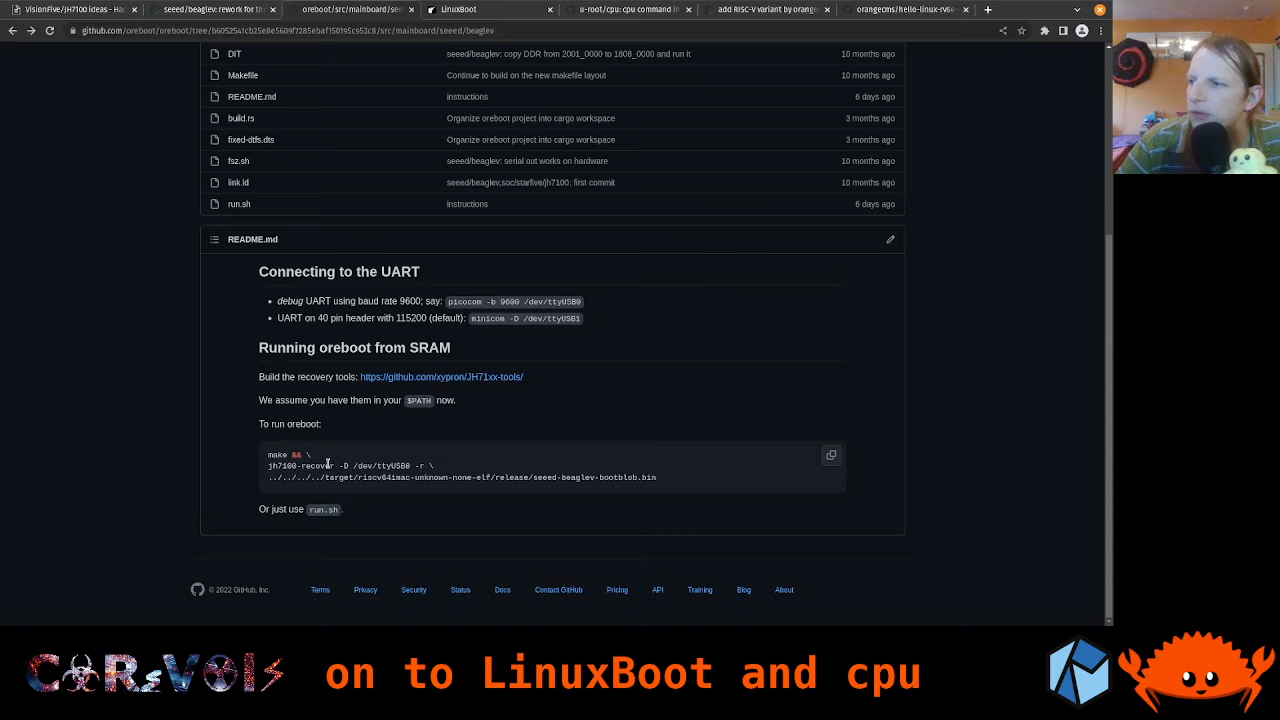 VisionFive/JH7100 ideas - Hac
seeed/beaglev: rework for the
oreboot/src/mainboard/see
LinuxBoot
u-root/cpu: cpu command in
add RISC-V variant by orange
orangecms/hello-linux-rv64
github.com/oreboot/oreboot/tree/b6052541cb25e8e5609f7285ebaf150195c953c8/src/mainboard/seeed/beaglev
DIT seeed/beaglev: copy DDR from 2001_0000 to 1808_0000 and run it 10 months ago
Makefile Continue to build on the new makefile layout 10 months ago
README.md instructions 6 days ago
build.rs Organize oreboot project into cargo workspace 3 months ago
fixed-dtfs.dts Organize oreboot project into cargo workspace 3 months ago
fsz.sh seeed/beaglev: serial out works on hardware 10 months ago
link.ld seeed/beaglev,soc/starfive/jh7100: first commit 10 months ago
run.sh instructions 6 days ago
README.md
Connecting to the UART
debug UART using baud rate 9600; say: picocom -b 9600 /dev/ttyUSB0
UART on 40 pin header with 115200 (default): minicom -D /dev/ttyUSB1
Running oreboot from SRAM
Build the recovery tools: https://github.com/xypron/JH71xx-tools/
We assume you have them in your $PATH now.
To run oreboot:
make && \
jh7100-recover -D /dev/ttyUSB0 -r \
../../../../target/riscv64imac-unknown-none-elf/release/seeed-beaglev-bootblob.bin
Or just use run.sh.
© 2022 GitHub, Inc. Terms Privacy Security Status Docs Contact GitHub Pricing API Training Blog About
on to LinuxBoot and cpu